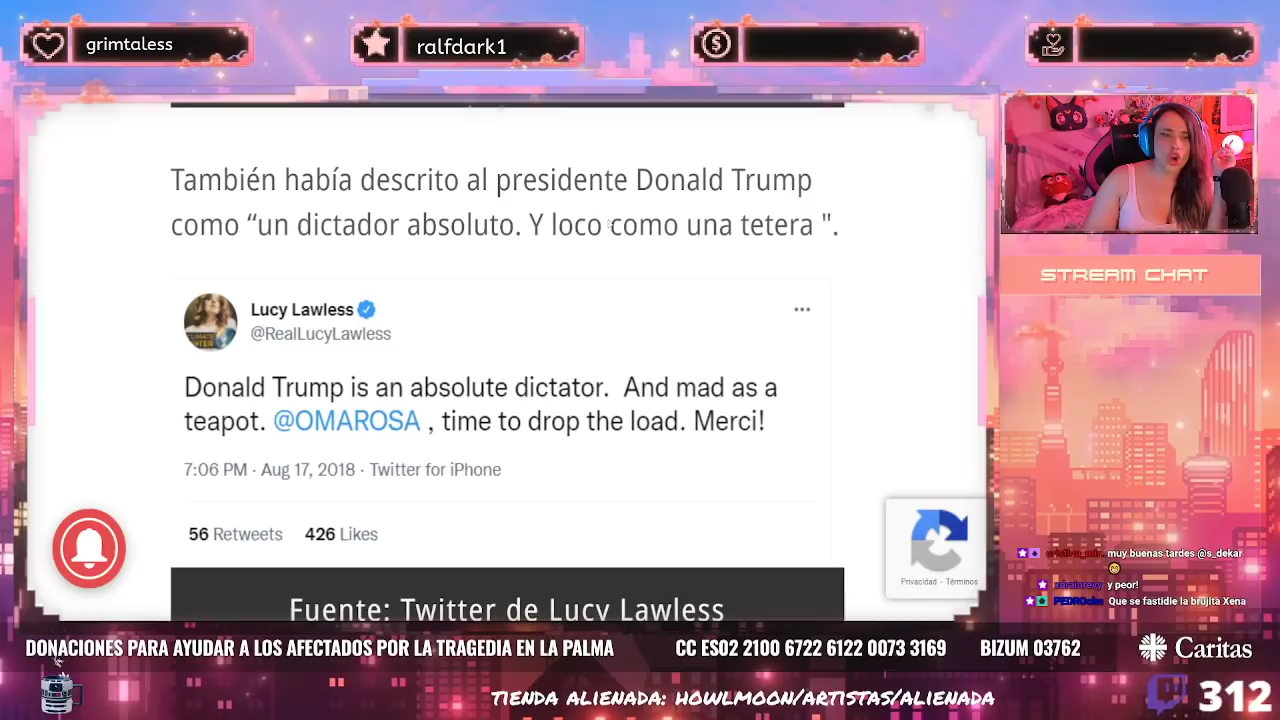 grimtaless
ralfdark1
También había descrito al presidente Donald Trump
como “un dictador absoluto. Y loco como una tetera ".
Lucy Lawless
@RealLucyLawless
Donald Trump is an absolute dictator. And mad as a
teapot. @OMAROSA , time to drop the load. Merci!
7:06 PM · Aug 17, 2018 · Twitter for iPhone
56 Retweets 426 Likes
Fuente: Twitter de Lucy Lawless
Privacidad - Términos
STREAM CHAT
muy buenas tardes @s_dekar
y peor!
Que se fastidie la brujita Xena
DONACIONES PARA AYUDAR A LOS AFECTADOS POR LA TRAGEDIA EN LA PALMA CC ES02 2100 6722 6122 0073 3169 BIZUM 03762 Caritas
TIENDA ALIENADA: HOWLMOON/ARTISTAS/ALIENADA
312